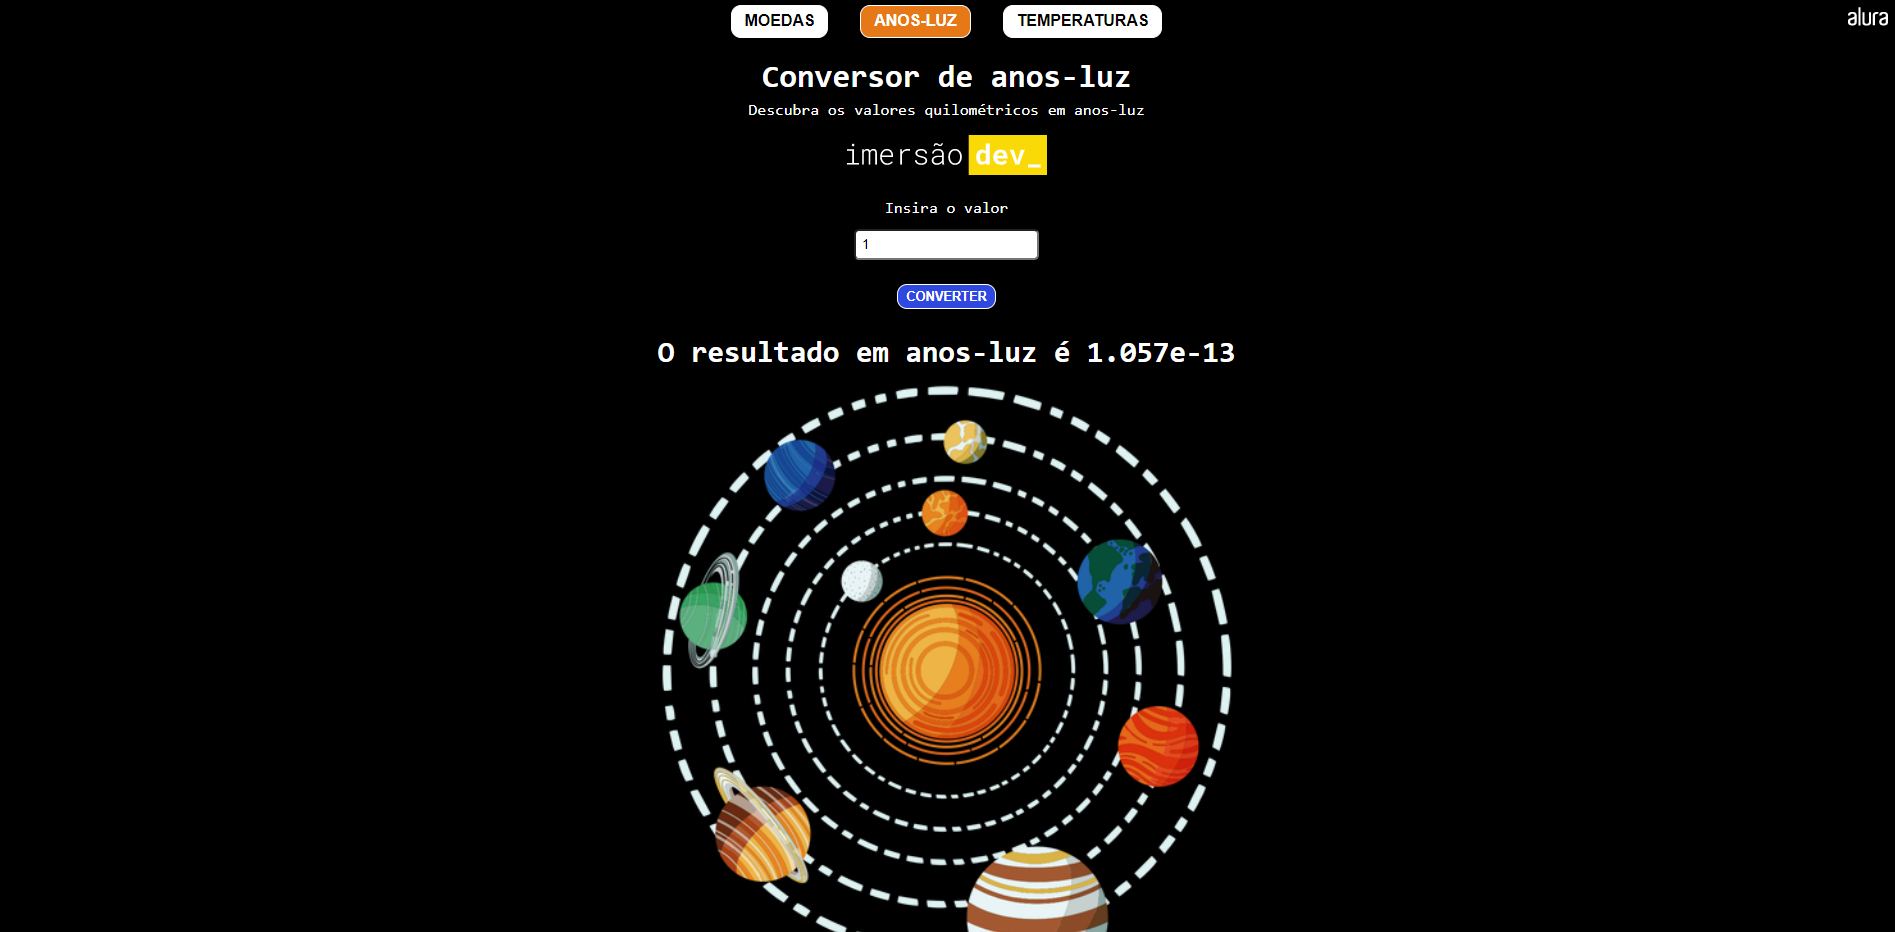 MOEDAS ANOS-LUZ TEMPERATURAS
alura
Conversor de anos-luz
Descubra os valores quilométricos em anos-luz
imersão dev_
Insira o valor
1
CONVERTER
O resultado em anos-luz é 1.057e-13